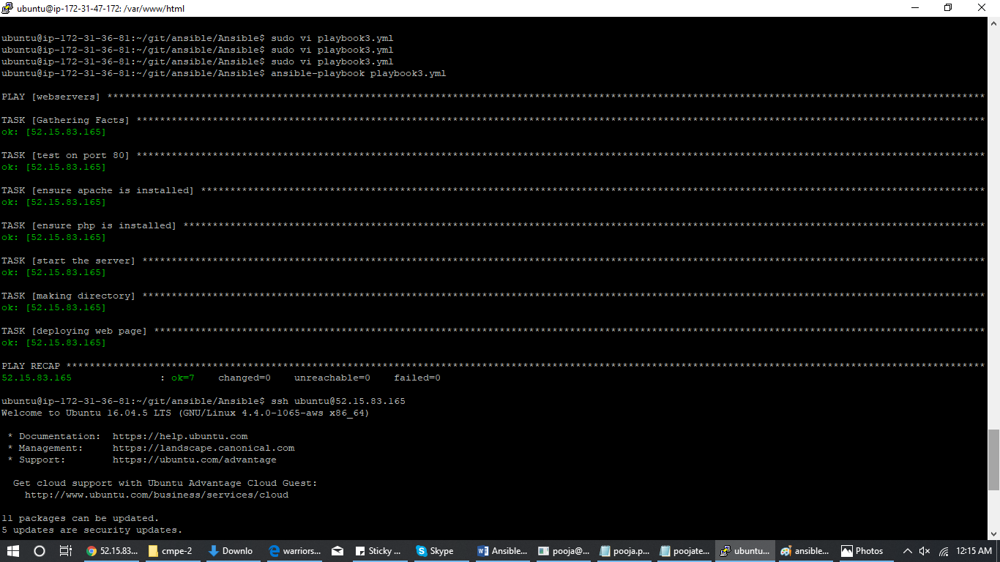 ubuntu@ip-172-31-47-172: /var/www/html
ubuntu@ip-172-31-36-81:~/git/ansible/Ansible$ sudo vi playbook3.yml
ubuntu@ip-172-31-36-81:~/git/ansible/Ansible$ sudo vi playbook3.yml
ubuntu@ip-172-31-36-81:~/git/ansible/Ansible$ sudo vi playbook3.yml
ubuntu@ip-172-31-36-81:~/git/ansible/Ansible$ ansible-playbook playbook3.yml
PLAY [webservers] ******************************************************************************************************************************************************
TASK [Gathering Facts] *************************************************************************************************************************************************
ok: [52.15.83.165]
TASK [test on port 80] *************************************************************************************************************************************************
ok: [52.15.83.165]
TASK [ensure apache is installed] **************************************************************************************************************************************
ok: [52.15.83.165]
TASK [ensure php is installed] *****************************************************************************************************************************************
ok: [52.15.83.165]
TASK [start the server] ************************************************************************************************************************************************
ok: [52.15.83.165]
TASK [making directory] ************************************************************************************************************************************************
ok: [52.15.83.165]
TASK [deploying web page] **********************************************************************************************************************************************
ok: [52.15.83.165]
PLAY RECAP *************************************************************************************************************************************************************
52.15.83.165               : ok=7    changed=0    unreachable=0    failed=0
ubuntu@ip-172-31-36-81:~/git/ansible/Ansible$ ssh ubuntu@52.15.83.165
Welcome to Ubuntu 16.04.5 LTS (GNU/Linux 4.4.0-1065-aws x86_64)
* Documentation:  https://help.ubuntu.com
* Management:     https://landscape.canonical.com
* Support:        https://ubuntu.com/advantage
Get cloud support with Ubuntu Advantage Cloud Guest:
http://www.ubuntu.com/business/services/cloud
11 packages can be updated.
5 updates are security updates.
52.15.83... cmpe-2 Downlo warriors... Sticky ... Skype Ansible... pooja@... pooja.p... poojate... ubuntu... ansible... Photos 12:15 AM